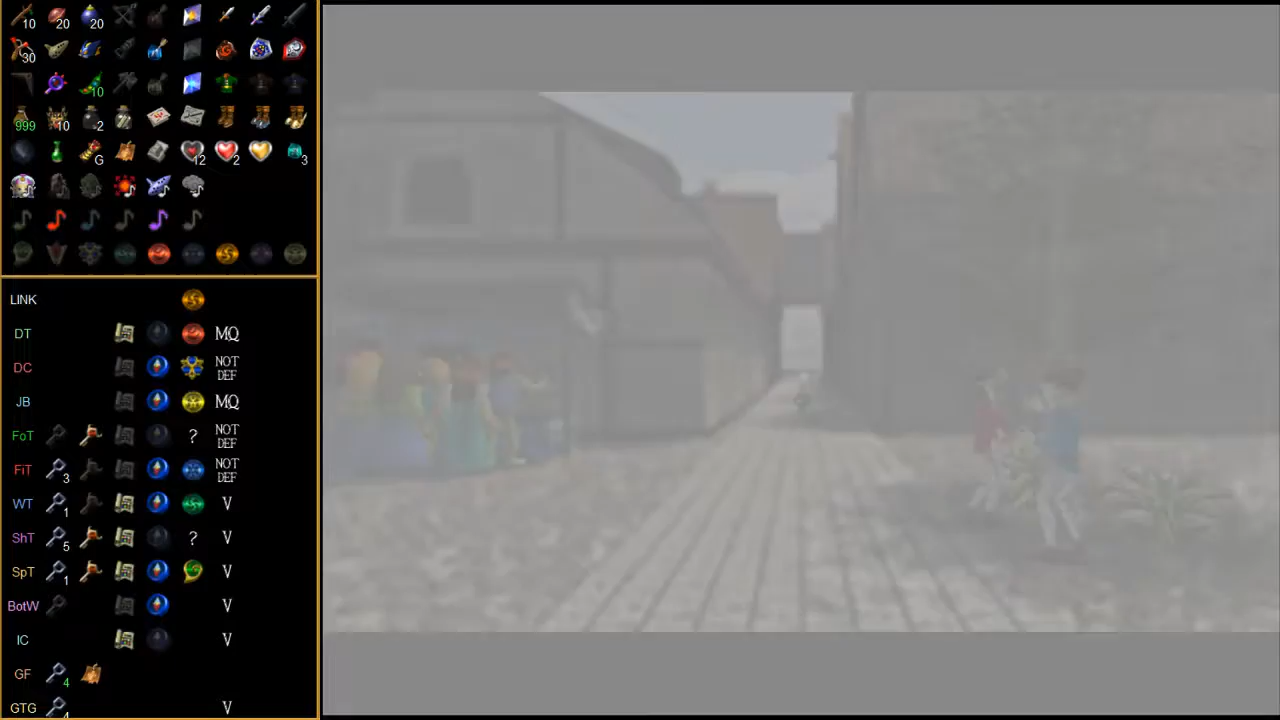 10 20 20
30
10
999 10 2
G 12 2 3
LINK
DT MQ
DC NOT DEF
JB MQ
FoT ? NOT DEF
FiT 3 NOT DEF
WT 1 V
ShT 5 ? V
SpT 1 V
BotW V
IC V
GF 4
GTG 4 V